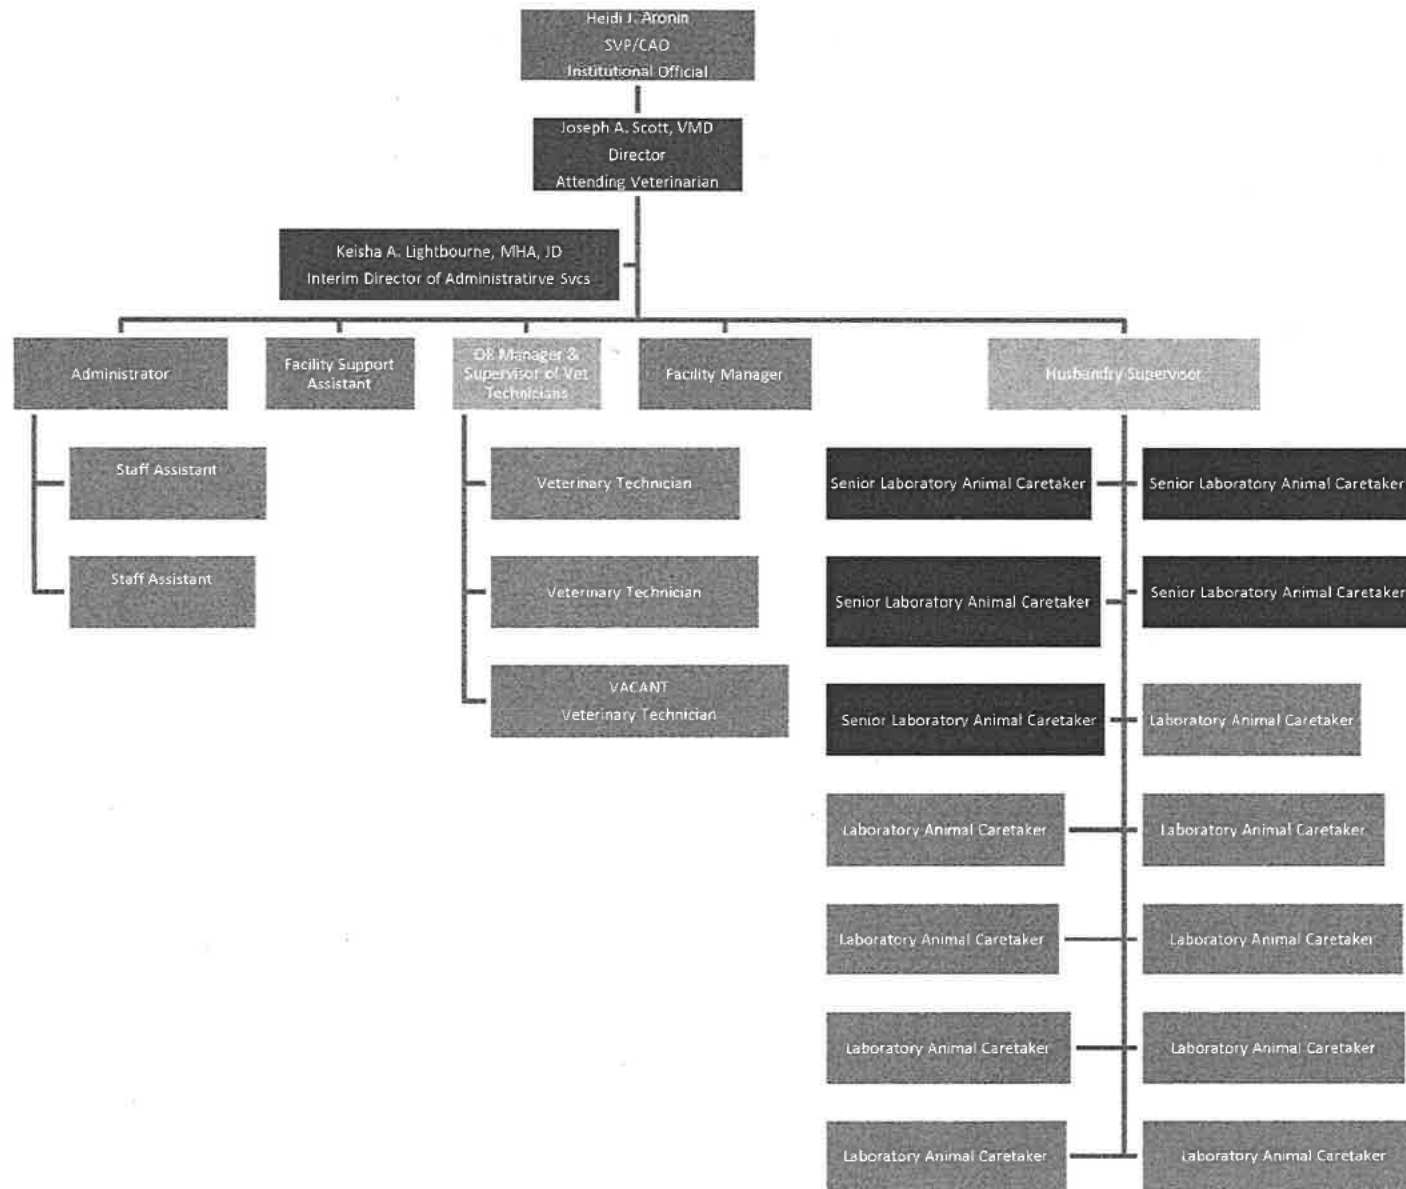 Heidi J. Aronin
SVP/CAO
Institutional Official
Joseph A. Scott, VMD
Director
Attending Veterinarian
Keisha A. Lightbourne, MHA, JD
Interim Director of Administratirve Svcs
Administrator
Facility Support
Assistant
OR Manager &
Supervisor of Vet
Technicians
Facility Manager
Husbandry Supervisor
Staff Assistant
Staff Assistant
Veterinary Technician
Veterinary Technician
VACANT
Veterinary Technician
Senior Laboratory Animal Caretaker
Senior Laboratory Animal Caretaker
Senior Laboratory Animal Caretaker
Senior Laboratory Animal Caretaker
Senior Laboratory Animal Caretaker
Laboratory Animal Caretaker
Laboratory Animal Caretaker
Laboratory Animal Caretaker
Laboratory Animal Caretaker
Laboratory Animal Caretaker
Laboratory Animal Caretaker
Laboratory Animal Caretaker
Laboratory Animal Caretaker
Laboratory Animal Caretaker